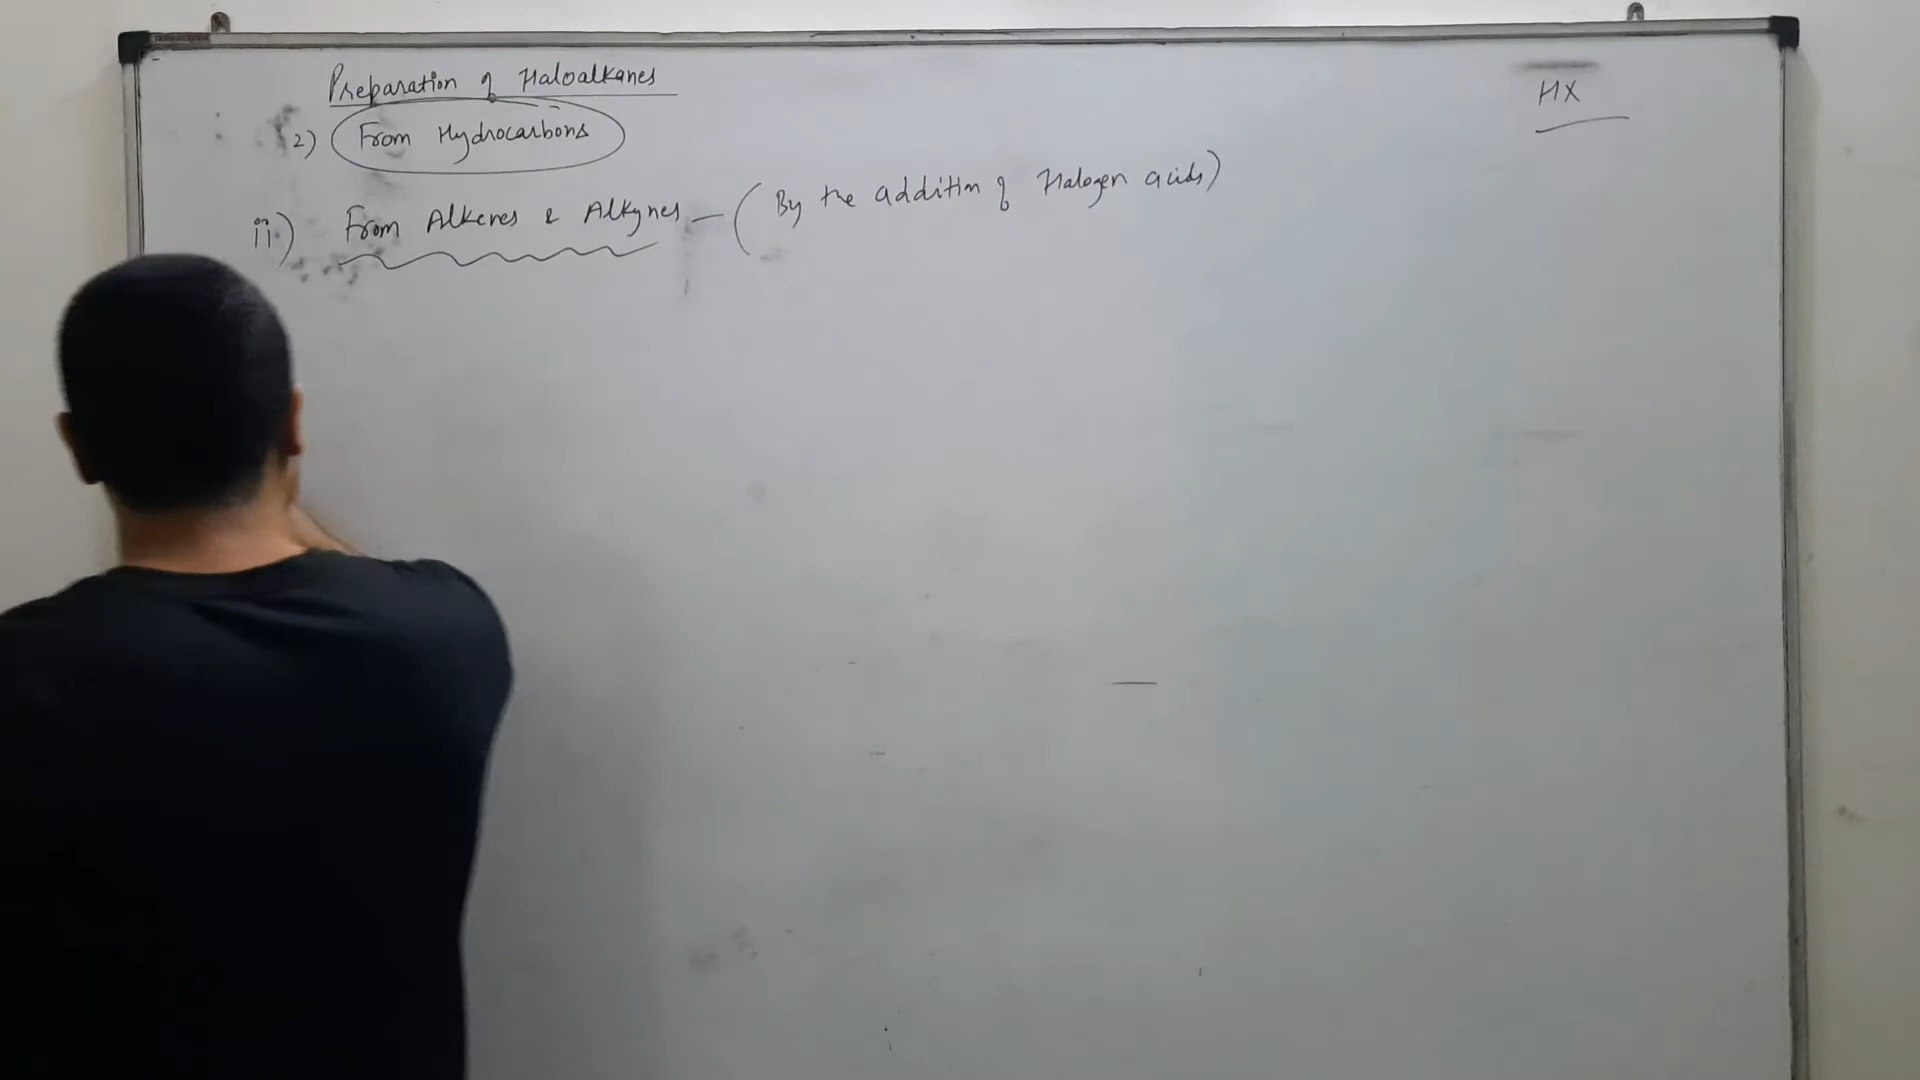 Preparation of Haloalkanes
HX
2) From Hydrocarbons
ii) From Alkenes & Alkynes — (By the addition of Halogen acids)